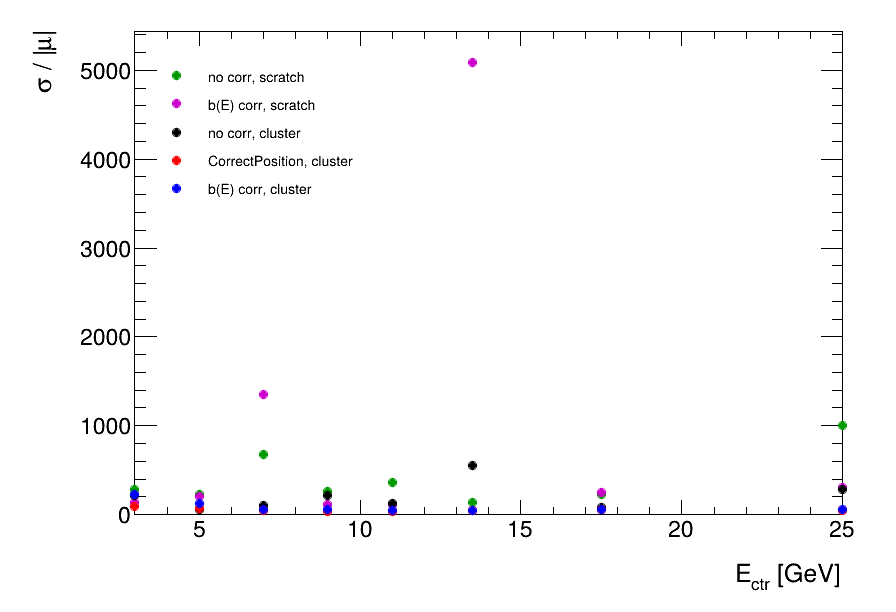 σ / |μ|
5000
4000
3000
2000
1000
0
no corr, scratch
b(E) corr, scratch
no corr, cluster
CorrectPosition, cluster
b(E) corr, cluster
5 10 15 20 25
E_ctr [GeV]